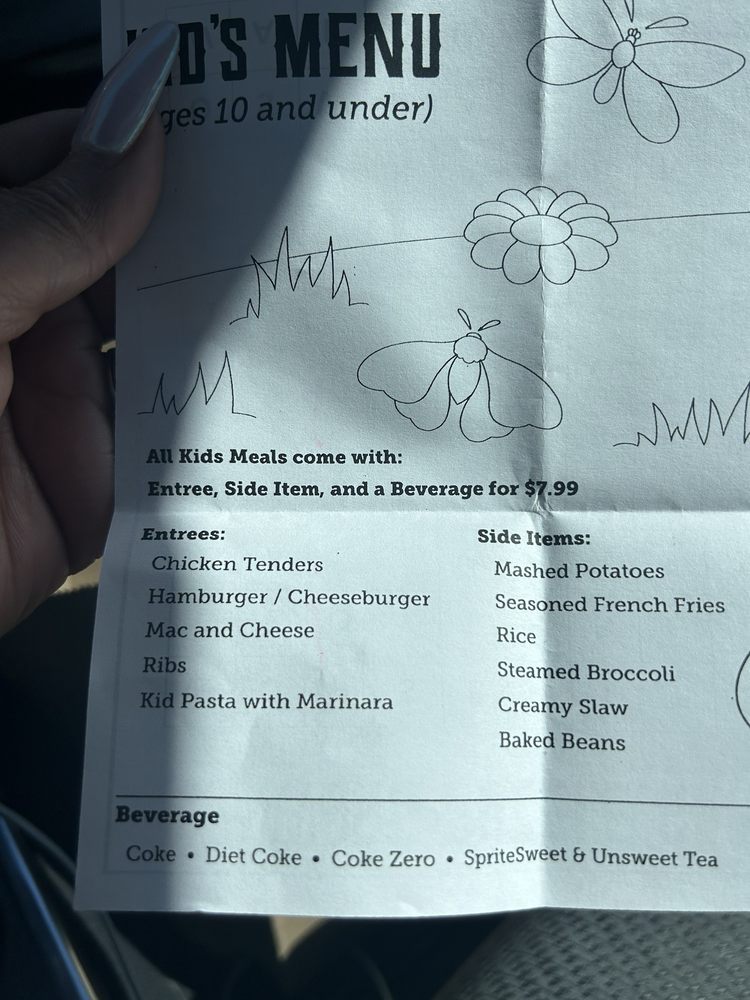 KID'S MENU
ges 10 and under)
All Kids Meals come with:
Entree, Side Item, and a Beverage for $7.99
Entrees:
Chicken Tenders
Hamburger / Cheeseburger
Mac and Cheese
Ribs
Kid Pasta with Marinara
Side Items:
Mashed Potatoes
Seasoned French Fries
Rice
Steamed Broccoli
Creamy Slaw
Baked Beans
Beverage
Coke • Diet Coke • Coke Zero • SpriteSweet & Unsweet Tea